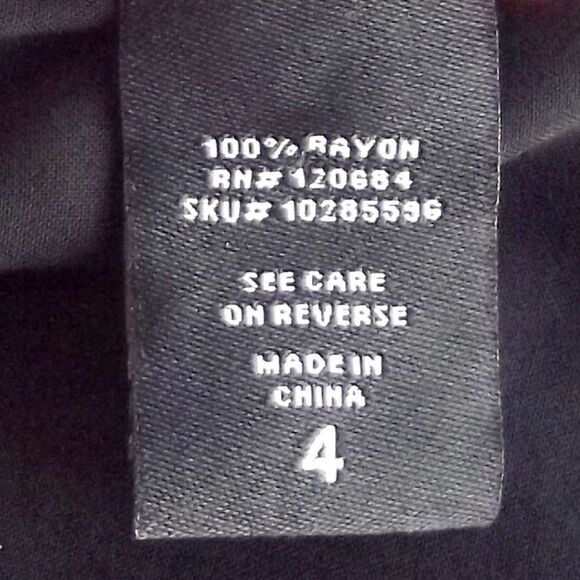 100% RAYON
RN# 120684
SKU# 10285596
SEE CARE
ON REVERSE
MADE IN
CHINA
4